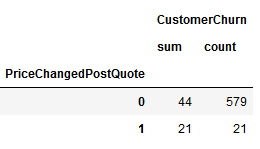 CustomerChurn
sum count
PriceChangedPostQuote
0 44 579
1 21 21